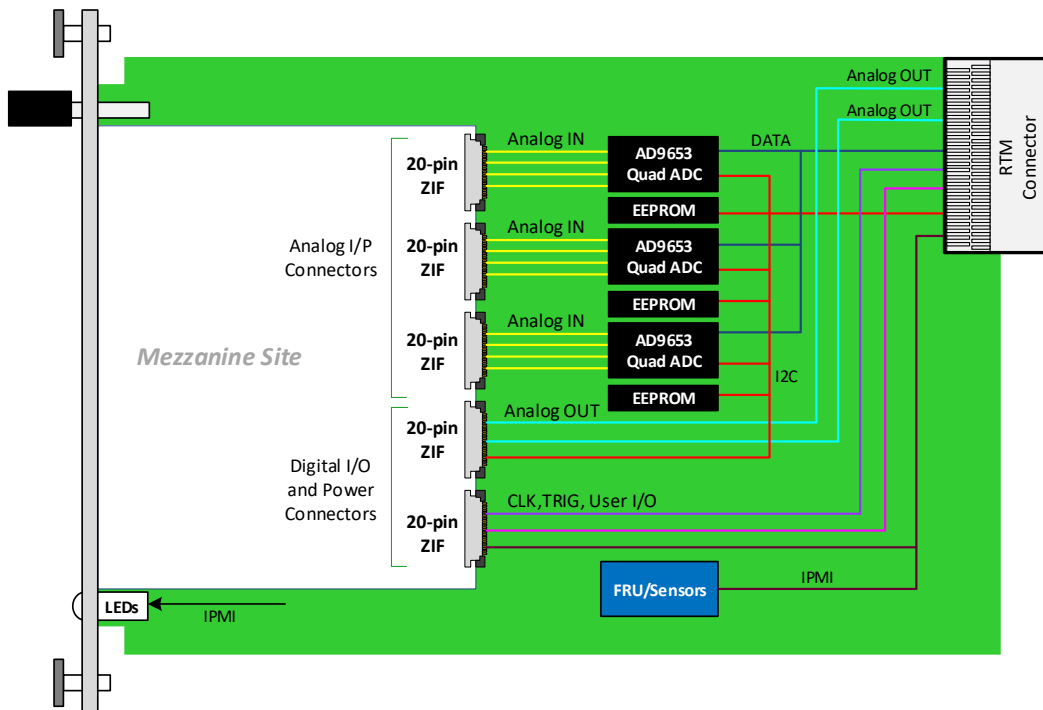 Analog OUT
Analog OUT
RTM
Connector
Analog IN
DATA
20-pin
ZIF
AD9653
Quad ADC
EEPROM
Analog I/P
Connectors
20-pin
ZIF
Analog IN
AD9653
Quad ADC
EEPROM
Mezzanine Site
20-pin
ZIF
Analog IN
AD9653
Quad ADC
I2C
EEPROM
Digital I/O
and Power
Connectors
20-pin
ZIF
Analog OUT
20-pin
ZIF
CLK,TRIG, User I/O
FRU/Sensors
IPMI
LEDs
IPMI